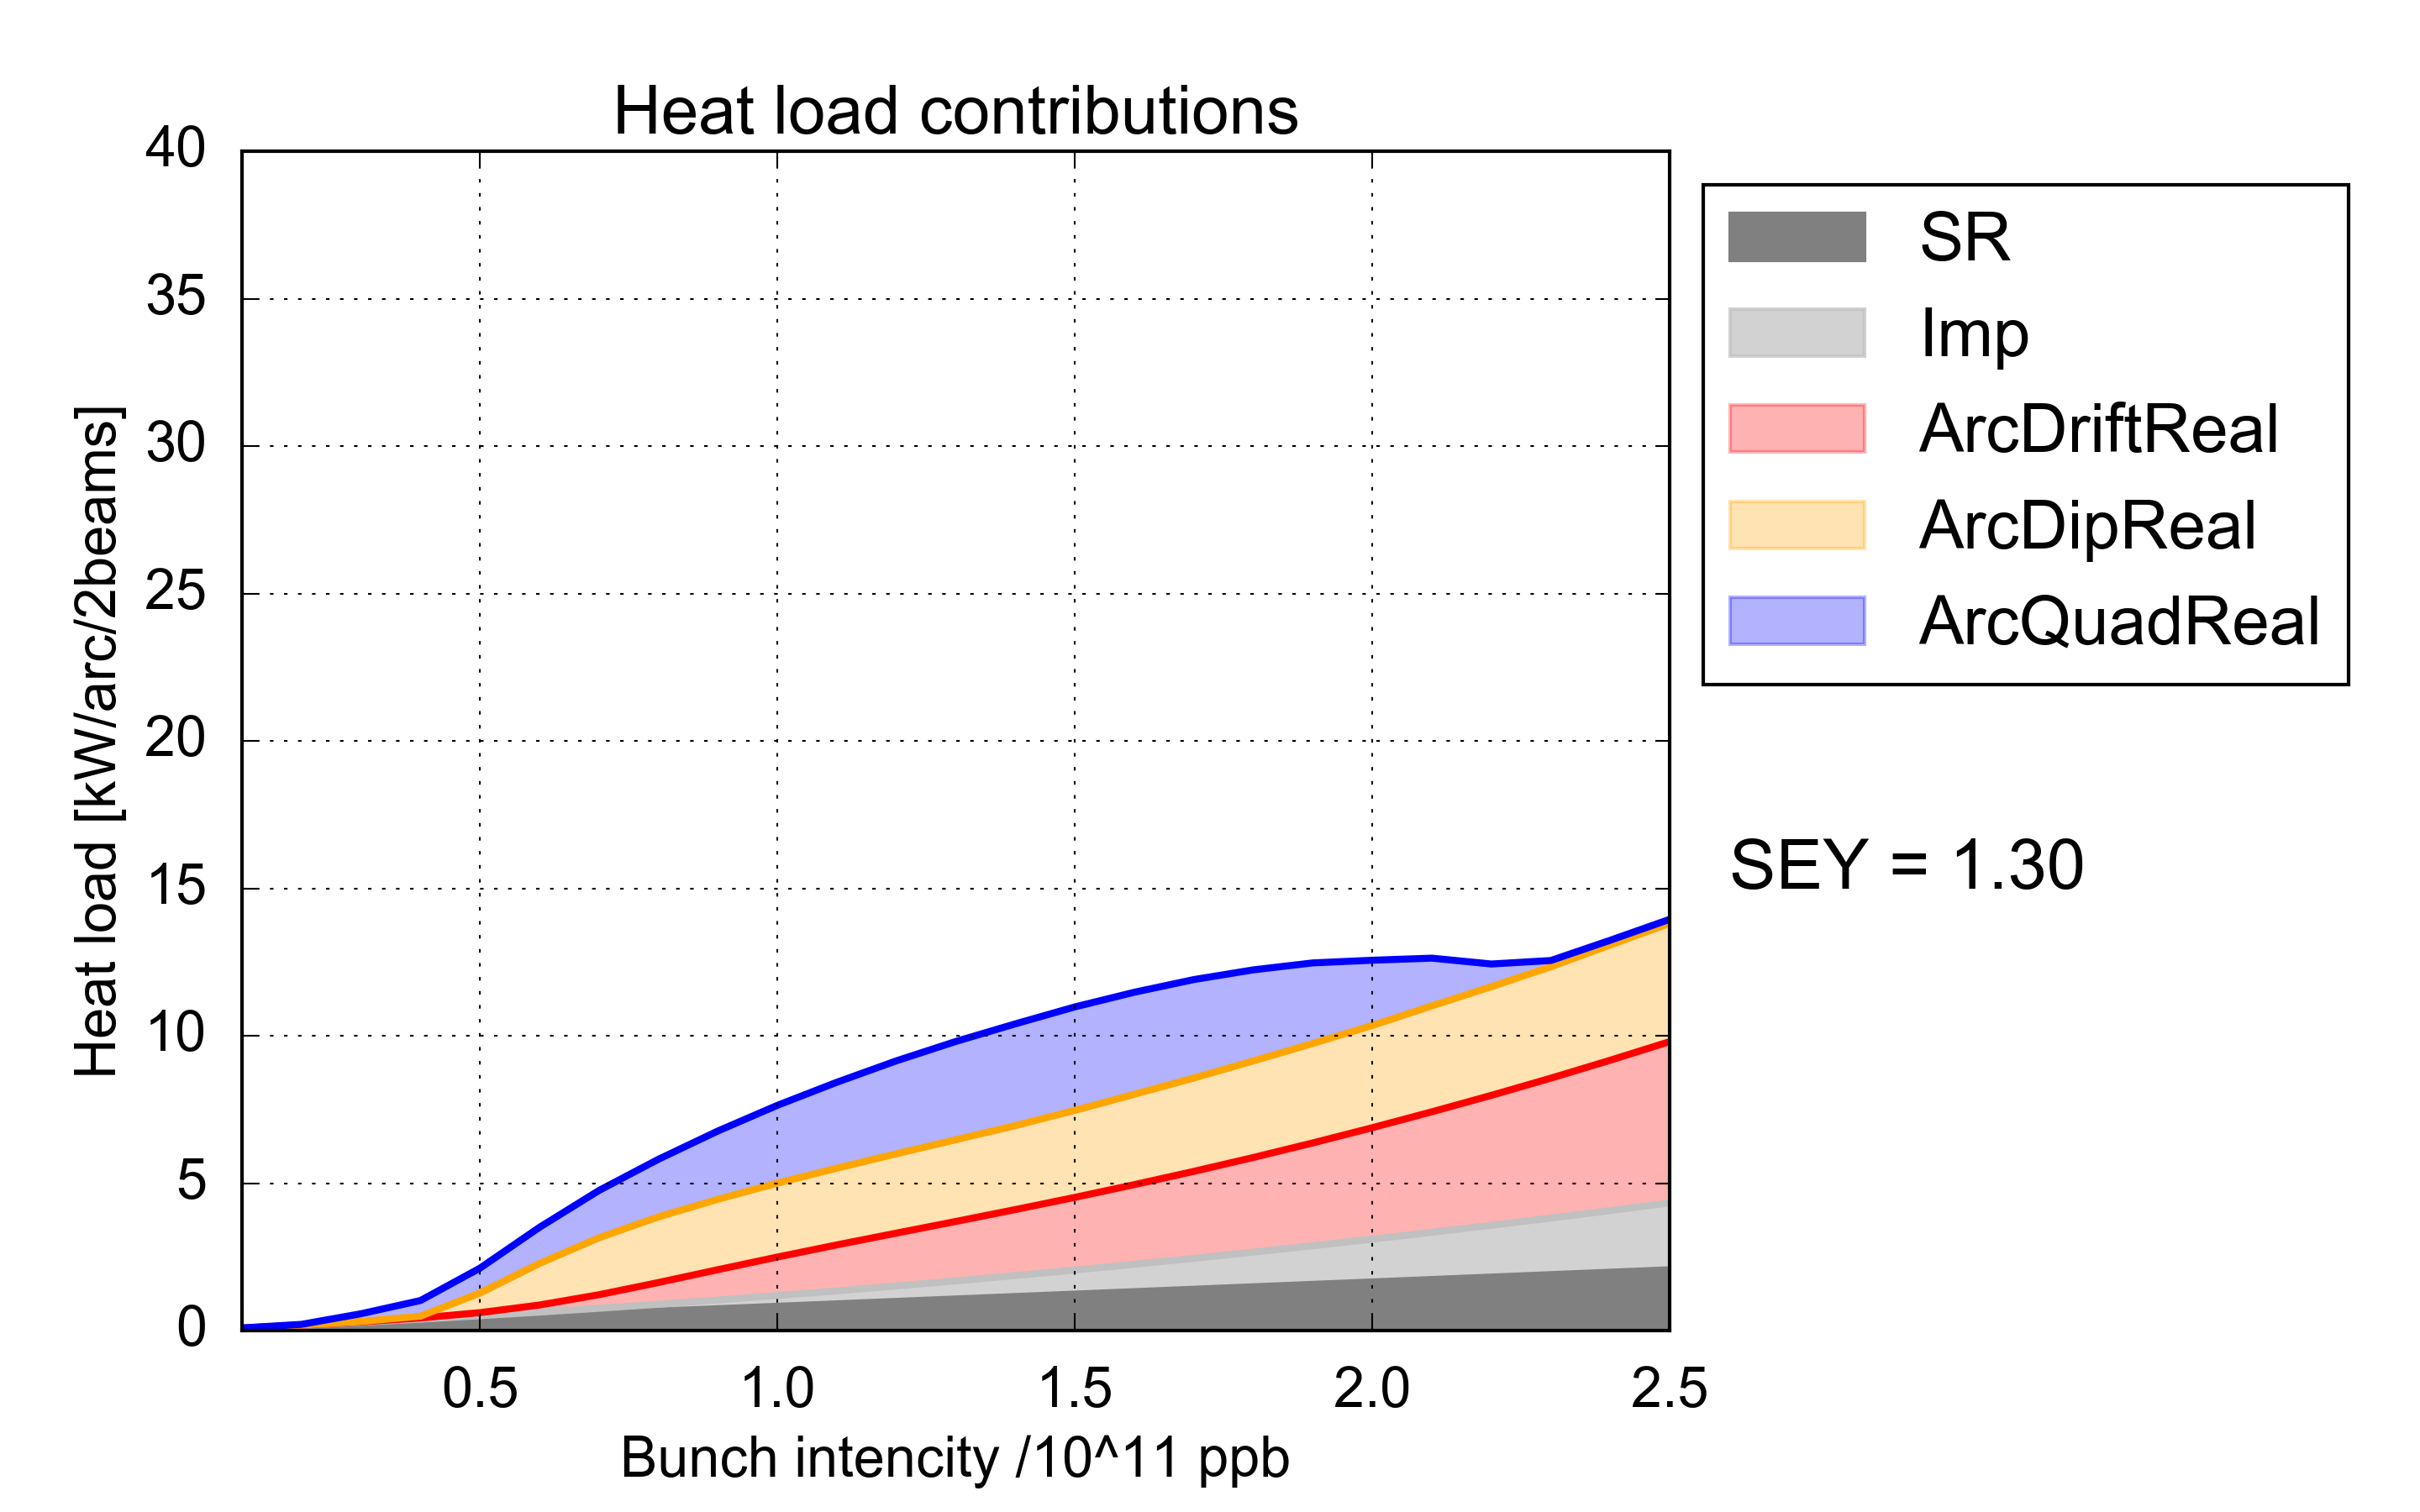 Heat load contributions
40
35
30
25
20
15
10
5
0
Heat load [kW/arc/2beams]
0.5 1.0 1.5 2.0 2.5
Bunch intencity /10^11 ppb
SR
Imp
ArcDriftReal
ArcDipReal
ArcQuadReal
SEY = 1.30